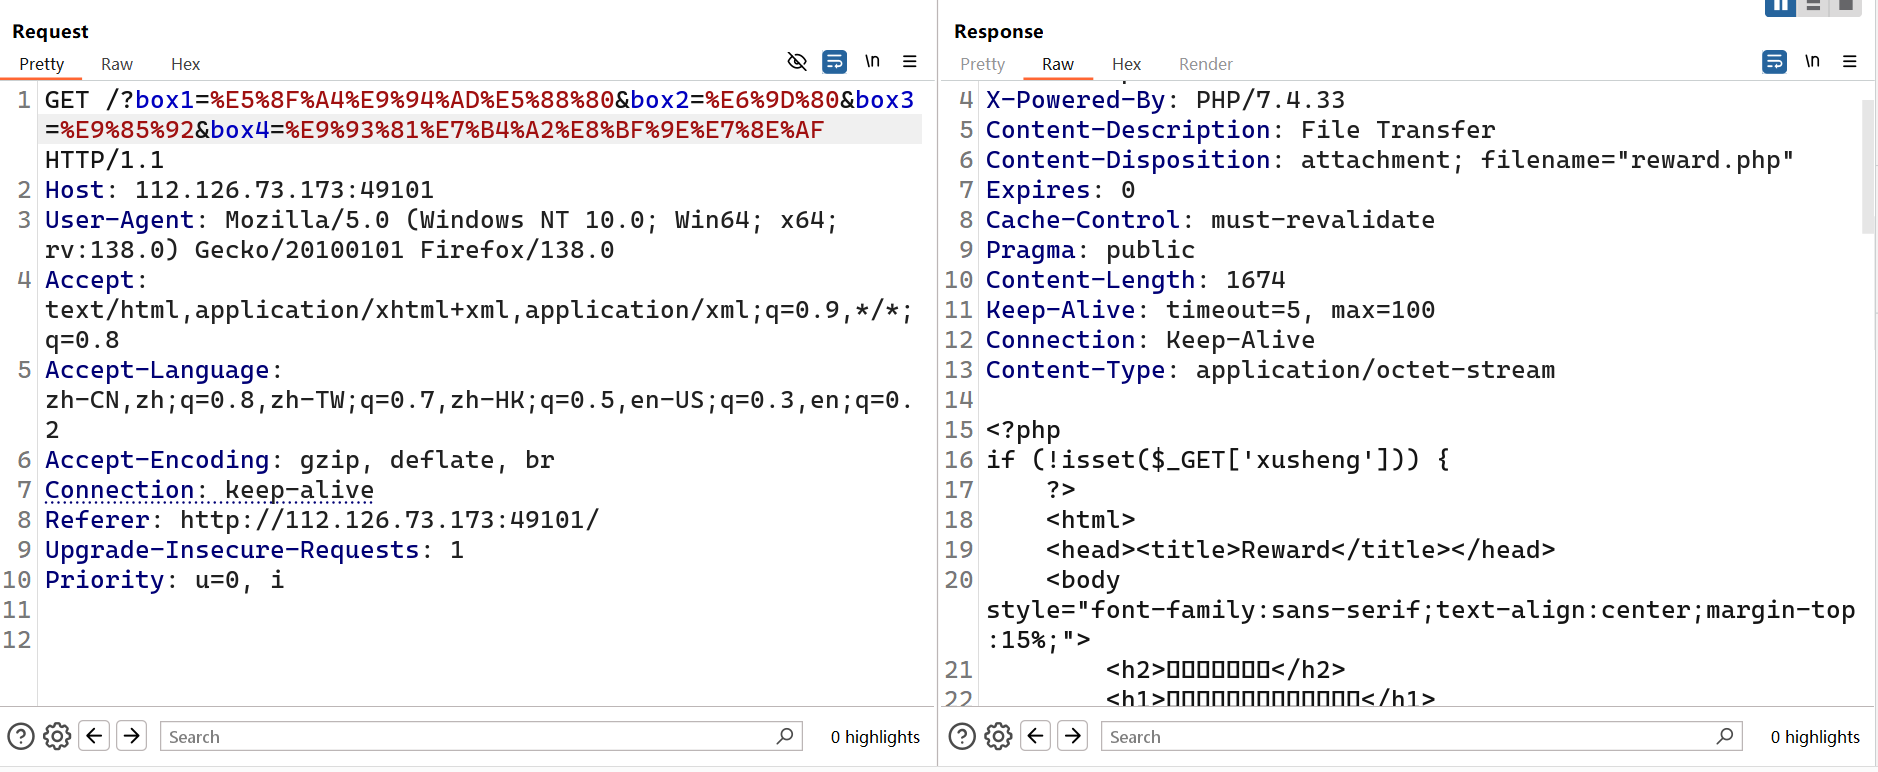 Request
Pretty Raw Hex
\n
1 GET /?box1=%E5%8F%A4%E9%94%AD%E5%88%80&box2=%E6%9D%80&box3
=%E9%85%92&box4=%E9%93%81%E7%B4%A2%E8%BF%9E%E7%8E%AF
HTTP/1.1
2 Host: 112.126.73.173:49101
3 User-Agent: Mozilla/5.0 (Windows NT 10.0; Win64; x64;
rv:138.0) Gecko/20100101 Firefox/138.0
4 Accept:
text/html,application/xhtml+xml,application/xml;q=0.9,*/*;
q=0.8
5 Accept-Language:
zh-CN,zh;q=0.8,zh-TW;q=0.7,zh-HK;q=0.5,en-US;q=0.3,en;q=0.
2
6 Accept-Encoding: gzip, deflate, br
7 Connection: keep-alive
8 Referer: http://112.126.73.173:49101/
9 Upgrade-Insecure-Requests: 1
10 Priority: u=0, i
11
12
Search
0 highlights
Response
Pretty Raw Hex Render
\n
4 X-Powered-By: PHP/7.4.33
5 Content-Description: File Transfer
6 Content-Disposition: attachment; filename="reward.php"
7 Expires: 0
8 Cache-Control: must-revalidate
9 Pragma: public
10 Content-Length: 1674
11 Keep-Alive: timeout=5, max=100
12 Connection: Keep-Alive
13 Content-Type: application/octet-stream
14
15 <?php
16 if (!isset($_GET['xusheng'])) {
17 ?>
18 <html>
19 <head><title>Reward</title></head>
20 <body
style="font-family:sans-serif;text-align:center;margin-top
:15%;">
21 <h2>▯▯▯▯▯▯▯</h2>
22 <h1>▯▯▯▯▯▯▯▯▯▯▯▯▯</h1>
Search
0 highlights